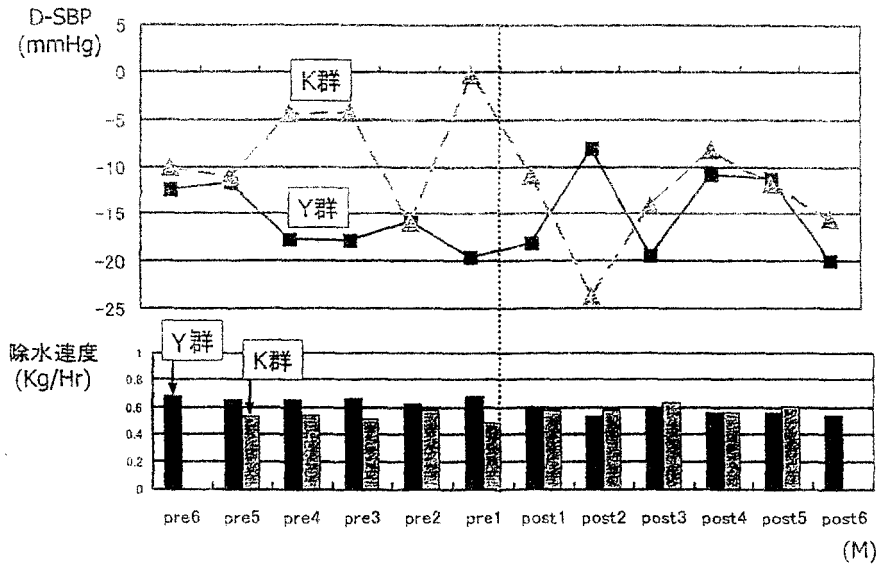 D-SBP
(mmHg)
5
0
-5
-10
-15
-20
-25
K群
Y群
除水速度
(Kg/Hr)
Y群
K群
1
0.8
0.6
0.4
0.2
0
pre6 pre5 pre4 pre3 pre2 pre1 post1 post2 post3 post4 post5 post6
(M)